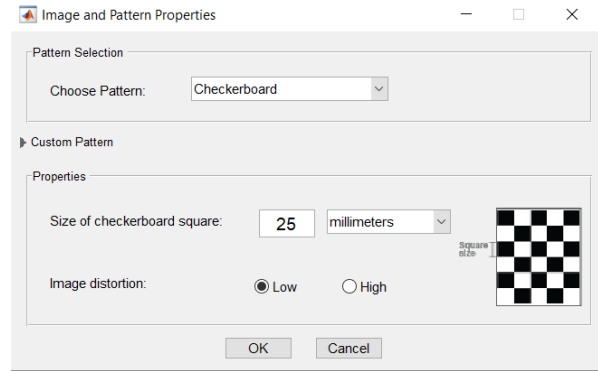 Image and Pattern Properties
Pattern Selection
Choose Pattern: Checkerboard
Custom Pattern
Properties
Size of checkerboard square: 25 millimeters
Square
size
Image distortion: Low High
OK Cancel